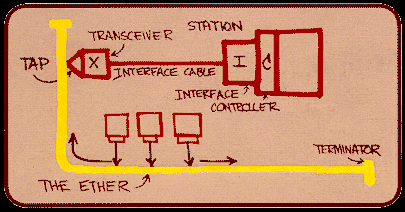 STATION
TRANSCEIVER
TAP
X
I
C
INTERFACE CABLE
INTERFACE
CONTROLLER
TERMINATOR
THE ETHER